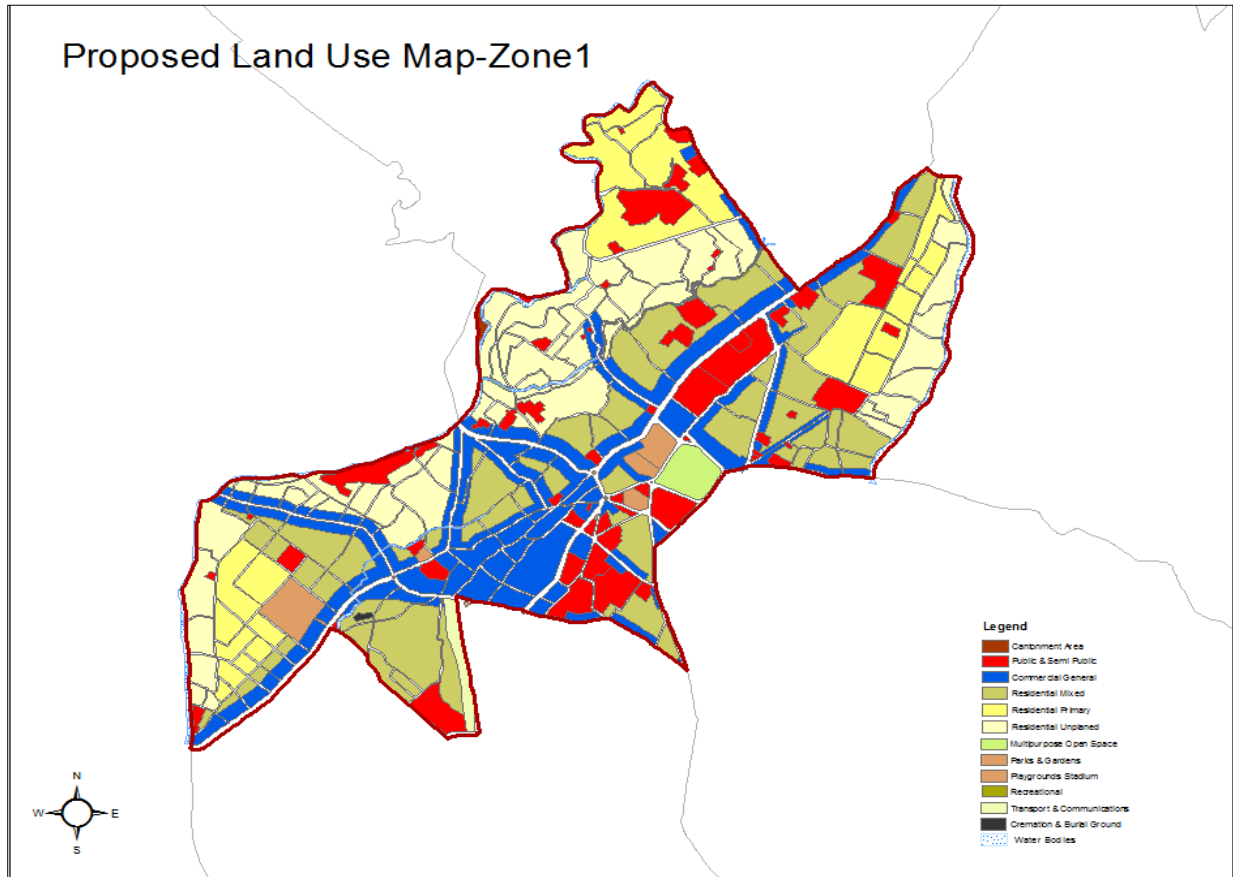 Proposed Land Use Map-Zone1
Legend
Cantonment Area
Public & Semi Public
Commercial General
Residential Mixed
Residential Primary
Residential Unplaned
Multipurpose Open Space
Parks & Gardens
Playgrounds Stadium
Recreational
Transport & Communications
Cremation & Burial Ground
Water Bodies
N
W E
S